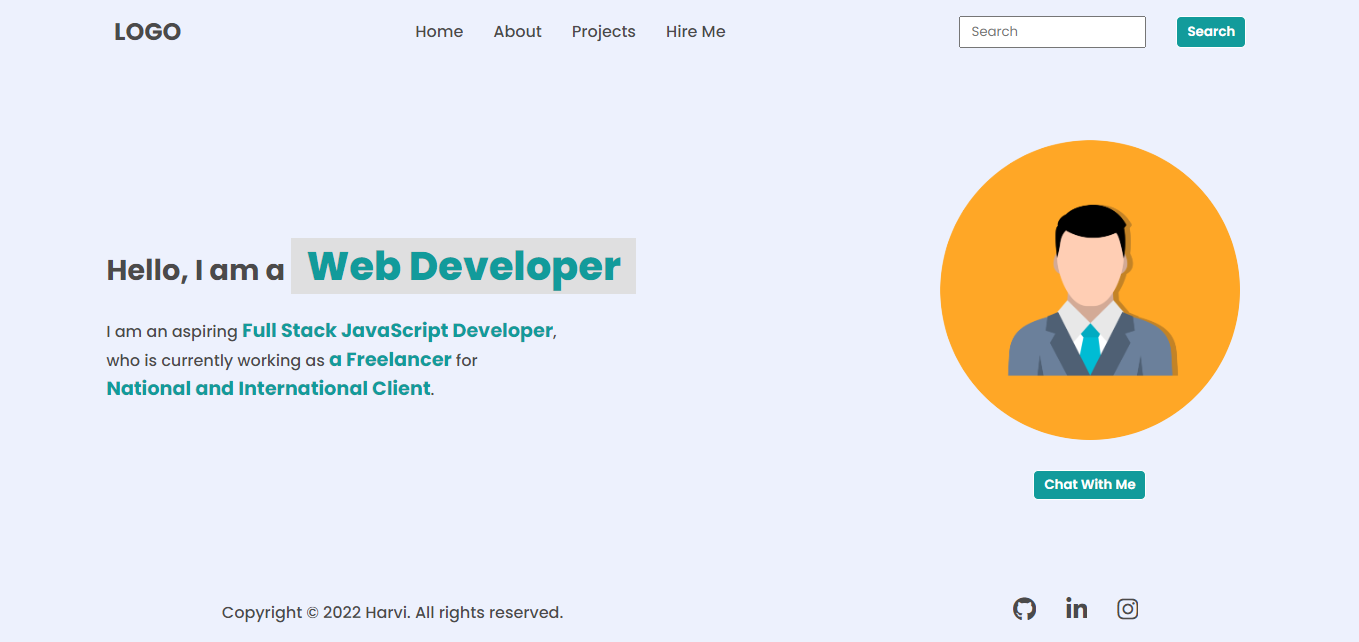 LOGO
Home
About
Projects
Hire Me
Search
Search
Hello, I am a Web Developer
I am an aspiring Full Stack JavaScript Developer,
who is currently working as a Freelancer for
National and International Client.
Chat With Me
Copyright © 2022 Harvi. All rights reserved.
in